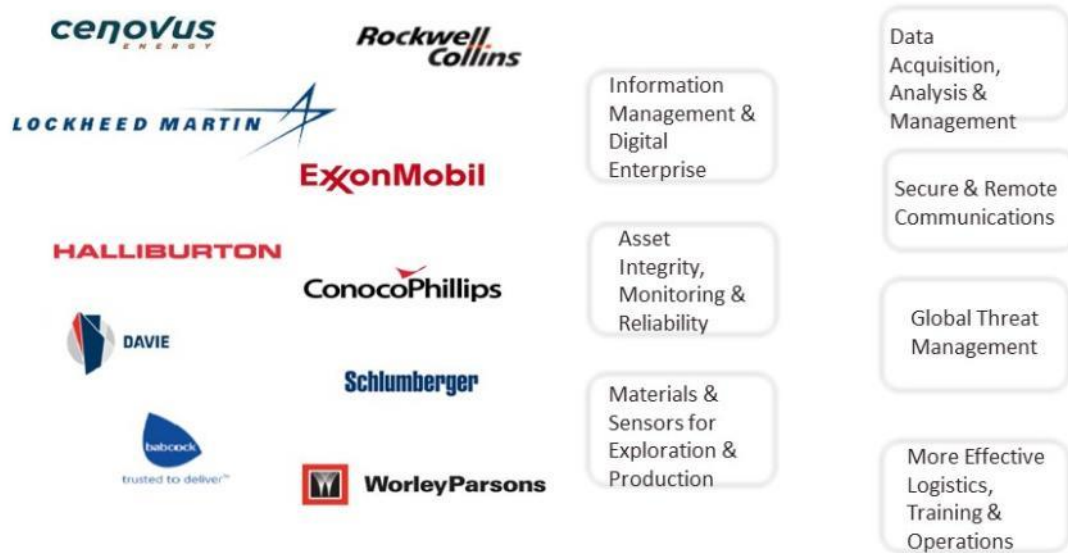 cenovus
ENERGY
Rockwell
Collins
LOCKHEED MARTIN
ExxonMobil
HALLIBURTON
ConocoPhillips
DAVIE
Schlumberger
babcock
trusted to deliver™
WorleyParsons
Information
Management &
Digital
Enterprise
Asset
Integrity,
Monitoring &
Reliability
Materials &
Sensors for
Exploration &
Production
Data
Acquisition,
Analysis &
Management
Secure & Remote
Communications
Global Threat
Management
More Effective
Logistics,
Training &
Operations